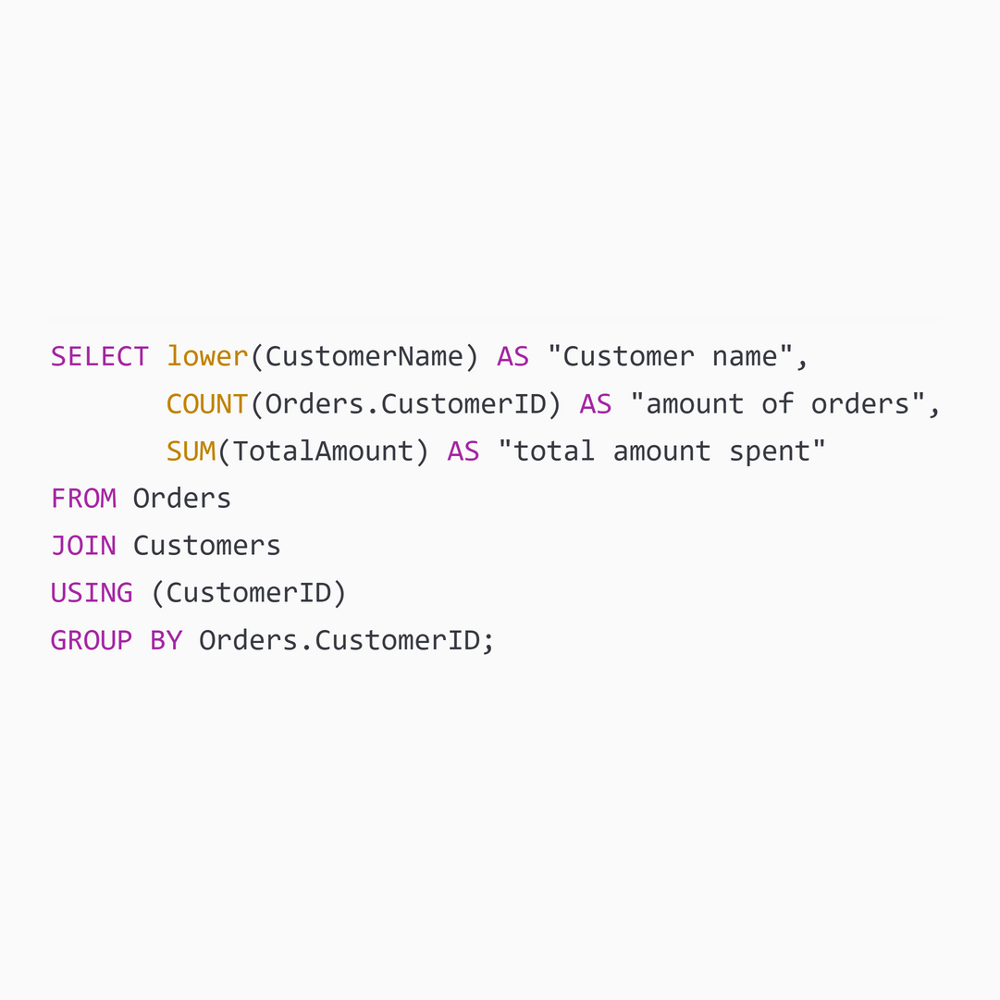 SELECT lower(CustomerName) AS "Customer name",
       COUNT(Orders.CustomerID) AS "amount of orders",
       SUM(TotalAmount) AS "total amount spent"
FROM Orders
JOIN Customers
USING (CustomerID)
GROUP BY Orders.CustomerID;